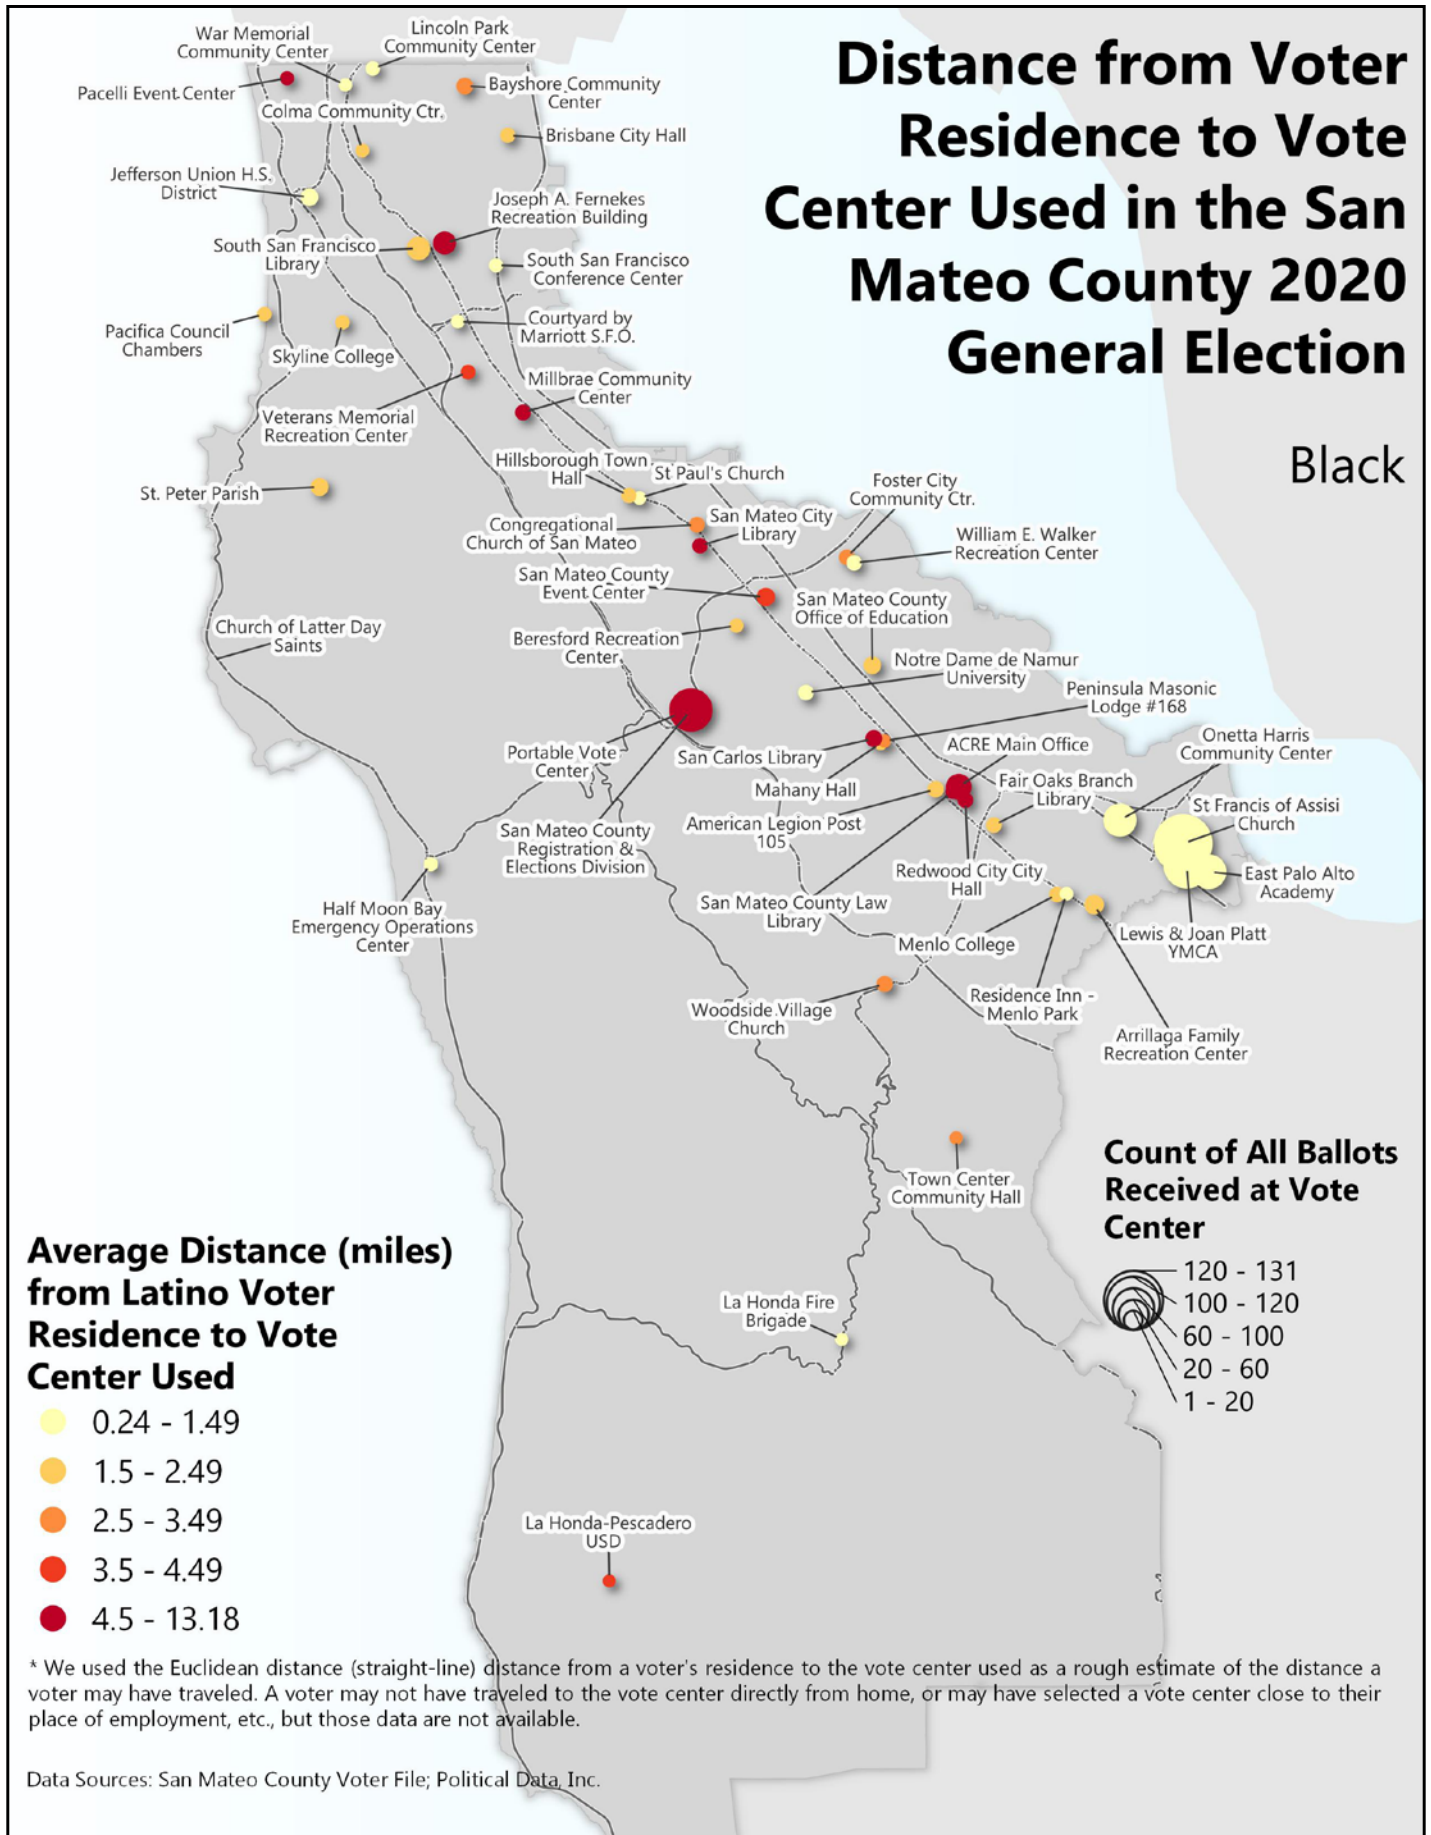 Distance from Voter
Residence to Vote
Center Used in the San
Mateo County 2020
General Election
Black
War Memorial
Community Center
Lincoln Park
Community Center
Pacelli Event Center
Bayshore Community
Center
Colma Community Ctr.
Brisbane City Hall
Jefferson Union H.S.
District
Joseph A. Fernekes
Recreation Building
South San Francisco
Library
South San Francisco
Conference Center
Pacifica Council
Chambers
Skyline College
Courtyard by
Marriott S.F.O.
Millbrae Community
Center
Veterans Memorial
Recreation Center
Hillsborough Town
Hall
St Paul's Church
Foster City
Community Ctr.
St. Peter Parish
Congregational
Church of San Mateo
San Mateo City
Library
William E. Walker
Recreation Center
San Mateo County
Event Center
San Mateo County
Office of Education
Church of Latter Day
Saints
Beresford Recreation
Center
Notre Dame de Namur
University
Peninsula Masonic
Lodge #168
Portable Vote
Center
San Carlos Library
ACRE Main Office
Onetta Harris
Community Center
Mahany Hall
Fair Oaks Branch
Library
St Francis of Assisi
Church
San Mateo County
Registration &
Elections Division
American Legion Post
105
Redwood City City
Hall
East Palo Alto
Academy
Half Moon Bay
Emergency Operations
Center
San Mateo County Law
Library
Menlo College
Lewis & Joan Platt
YMCA
Woodside Village
Church
Residence Inn -
Menlo Park
Arrillaga Family
Recreation Center
Town Center
Community Hall
La Honda Fire
Brigade
La Honda-Pescadero
USD
Count of All Ballots
Received at Vote
Center
120 - 131
100 - 120
60 - 100
20 - 60
1 - 20
Average Distance (miles)
from Latino Voter
Residence to Vote
Center Used
0.24 - 1.49
1.5 - 2.49
2.5 - 3.49
3.5 - 4.49
4.5 - 13.18
* We used the Euclidean distance (straight-line) distance from a voter's residence to the vote center used as a rough estimate of the distance a
voter may have traveled. A voter may not have traveled to the vote center directly from home, or may have selected a vote center close to their
place of employment, etc., but those data are not available.
Data Sources: San Mateo County Voter File; Political Data, Inc.